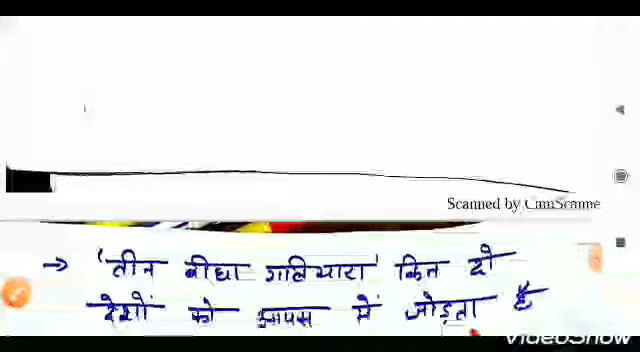 Scanned by CamScanne
→ 'तीन बीघा गलियारा' किन दो
देशों को आपस में जोड़ता है
VideoShow